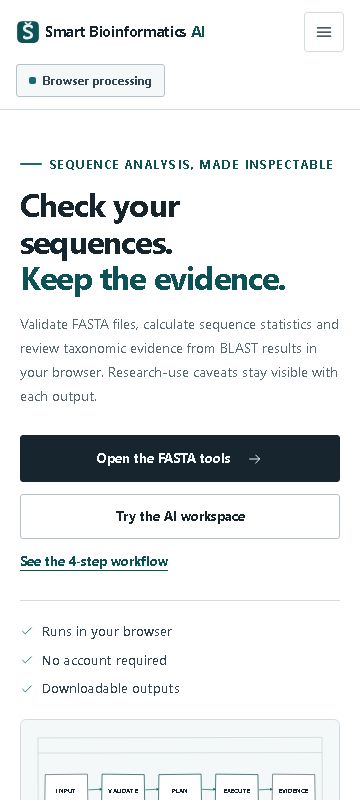 Š Smart Bioinformatics AI
Browser processing
SEQUENCE ANALYSIS, MADE INSPECTABLE
Check your
sequences.
Keep the evidence.
Validate FASTA files, calculate sequence statistics and
review taxonomic evidence from BLAST results in
your browser. Research-use caveats stay visible with
each output.
Open the FASTA tools →
Try the AI workspace
See the 4-step workflow
Runs in your browser
No account required
Downloadable outputs
INPUT VALIDATE PLAN EXECUTE EVIDENCE